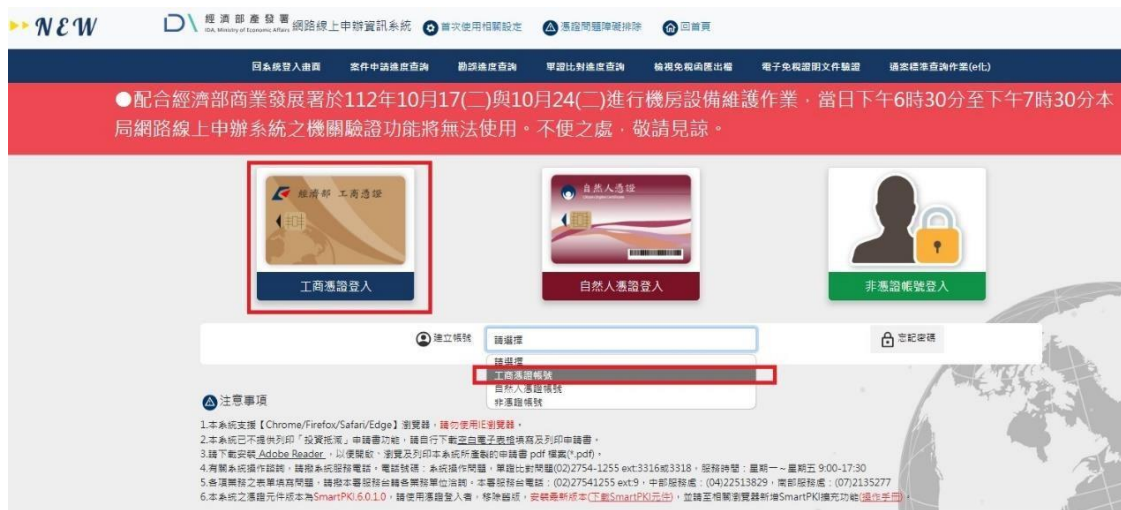 NEW
經濟部產發署
IDA, Ministry of Economic Affairs
網路線上申辦資訊系統
首次使用相關設定
憑證問題障礙排除
回首頁
回系統登入畫面 案件申請進度查詢 勘誤進度查詢 單證比對進度查詢 檢視免稅函匯出檔 電子免稅證明文件驗證 通案標準查詢作業(e化)
●配合經濟部商業發展署於112年10月17(二)與10月24(二)進行機房設備維護作業，當日下午6時30分至下午7時30分本
局網路線上申辦系統之機關驗證功能將無法使用。不便之處，敬請見諒。
經濟部 工商憑證
自然人憑證
工商憑證登入
自然人憑證登入
非憑證帳號登入
建立帳號
請選擇
忘記密碼
請選擇
工商憑證帳號
自然人憑證帳號
非憑證帳號
注意事項
1.本系統支援【Chrome/Firefox/Safari/Edge】瀏覽器，請勿使用IE瀏覽器。
2.本系統已不提供列印「投資抵減」申請書功能，請自行下載空白電子表檔填寫及列印申請書。
3.請下載安裝 Adobe Reader ，以便開啟、瀏覽及列印本系統所產製的申請書 pdf 檔案(*.pdf)。
4.有關系統操作諮詢，請撥系統服務電話，電話號碼：系統操作問題，單證比對問題(02)2754-1255 ext:3316或3318，服務時間：星期一～星期五 9:00-17:30
5.各項業務之表單填寫問題，請撥本署服務台轉各業務單位洽詢。本署服務台電話：(02)27541255 ext:9，中部服務處：(04)22513829，南部服務處：(07)2135277
6.本系統之憑證元件版本為SmartPKI.6.0.1.0，請使用憑證登入者，移除舊版，安裝最新版本(下載SmartPKI元件)，並請至相關瀏覽器新增SmartPKI擴充功能(操作手冊)。